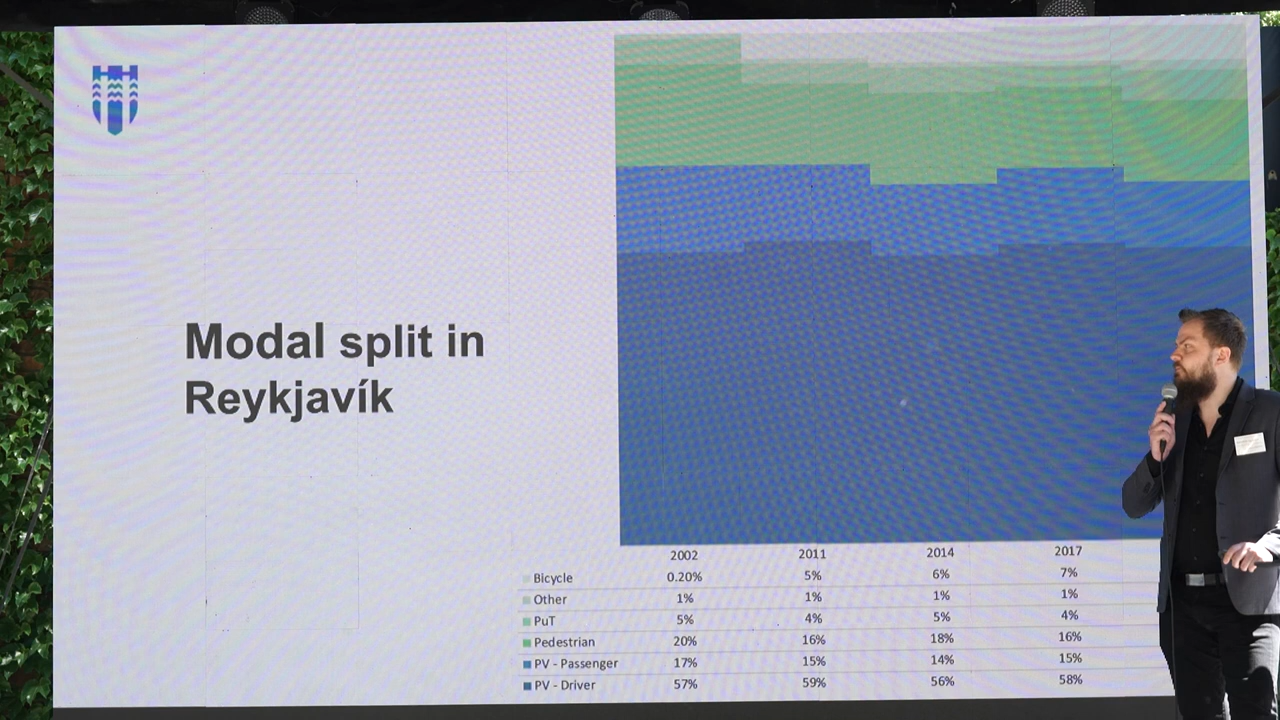 Modal split in
Reykjavík
2002 2011 2014 2017
Bicycle 0.20% 5% 6% 7%
Other 1% 1% 1% 1%
PuT 5% 4% 5% 4%
Pedestrian 20% 16% 18% 16%
PV - Passenger 17% 15% 14% 15%
PV - Driver 57% 59% 56% 58%